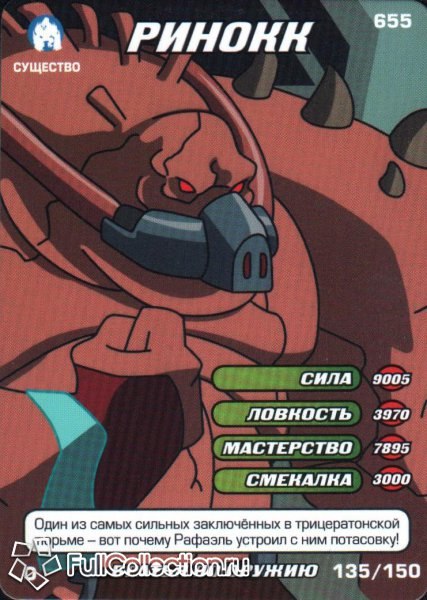 РИНОКК
655
СУЩЕСТВО
СИЛА 9005
ЛОВКОСТЬ 3970
МАСТЕРСТВО 7895
СМЕКАЛКА 3000
Один из самых сильных заключённых в трицератонской
тюрьме – вот почему Рафаэль устроил с ним потасовку!
FullCollection.ru
135/150